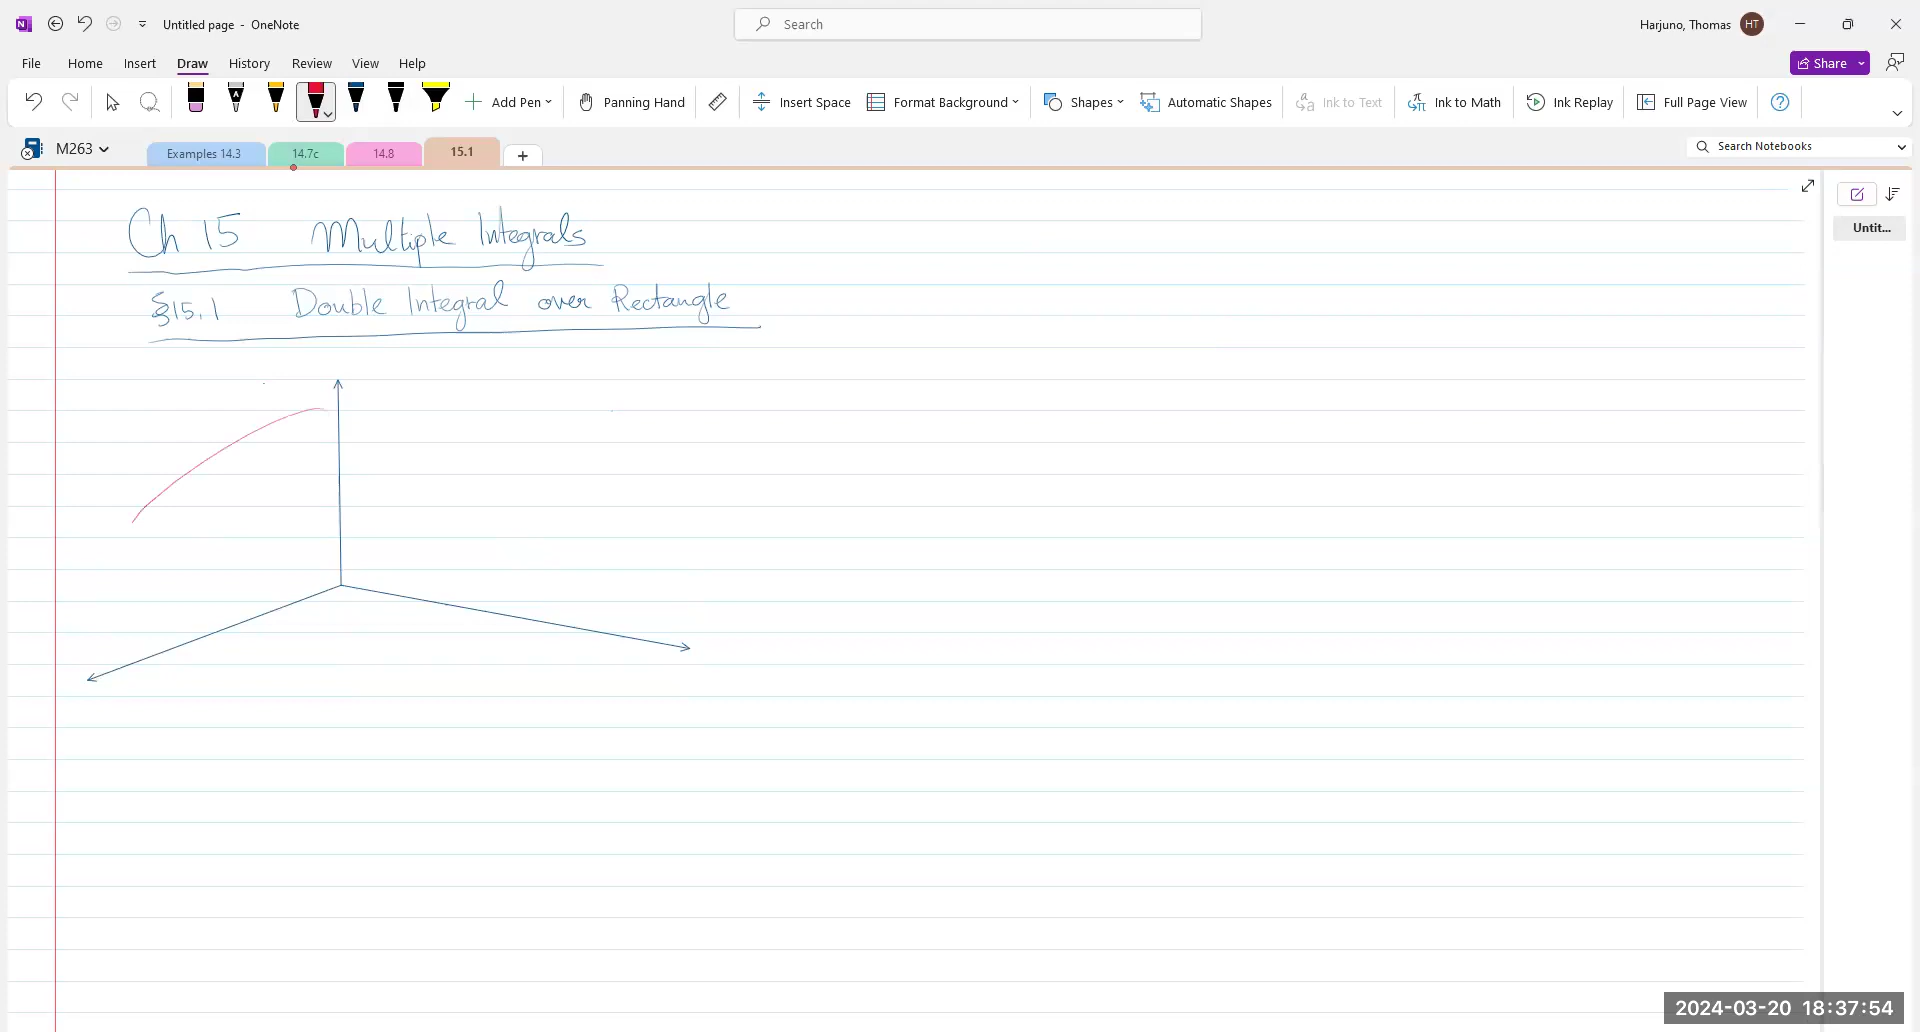 Untitled page - OneNote
Search
Harjuno, Thomas
HT
File Home Insert Draw History Review View Help
Share
Add Pen
Panning Hand
Insert Space
Format Background
Shapes
Automatic Shapes
Ink to Text
Ink to Math
Ink Replay
Full Page View
M263
Examples 14.3
14.7c
14.8
15.1
Search Notebooks
Untit...
Ch 15 Multiple Integrals
§15.1 Double Integral over Rectangle
2024-03-20 18:37:54